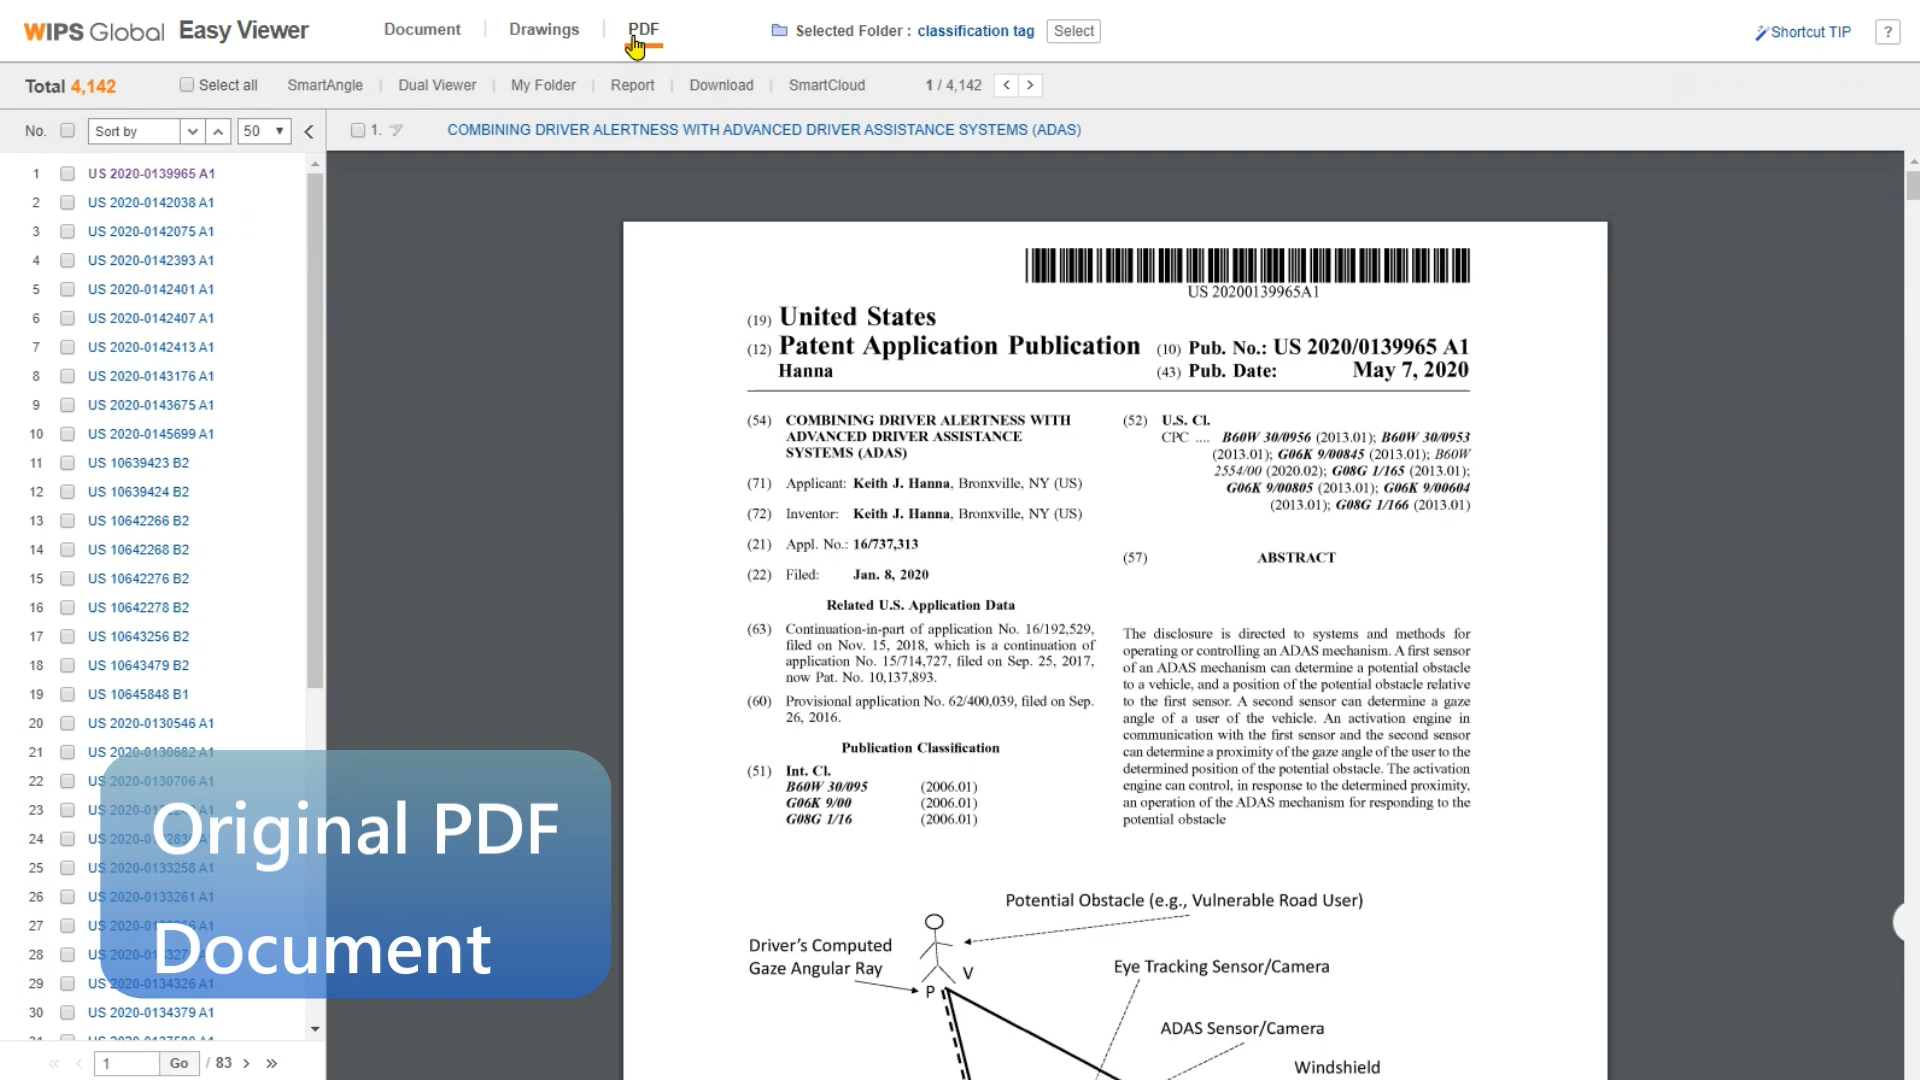 WIPS Global Easy Viewer
Document
Drawings
PDF
Selected Folder : classification tag
Select
Shortcut TIP
?
Total 4,142
Select all
SmartAngle
Dual Viewer
My Folder
Report
Download
SmartCloud
1 / 4,142
No.
Sort by
50
1.
COMBINING DRIVER ALERTNESS WITH ADVANCED DRIVER ASSISTANCE SYSTEMS (ADAS)
1 US 2020-0139965 A1
2 US 2020-0142038 A1
3 US 2020-0142075 A1
4 US 2020-0142393 A1
5 US 2020-0142401 A1
6 US 2020-0142407 A1
7 US 2020-0142413 A1
8 US 2020-0143176 A1
9 US 2020-0143675 A1
10 US 2020-0145699 A1
11 US 10639423 B2
12 US 10639424 B2
13 US 10642266 B2
14 US 10642268 B2
15 US 10642276 B2
16 US 10642278 B2
17 US 10643256 B2
18 US 10643479 B2
19 US 10645848 B1
20 US 2020-0130546 A1
21 US 2020-0130682 A1
22 US 2020-0130706 A1
23 A1
24 A1
25 US 2020-0133258 A1
26 US 2020-0133261 A1
27 A1
28 A1
29 US 2020-0134326 A1
30 US 2020-0134379 A1
1
Go
/ 83
Original PDF
Document
US 20200139965A1
(19) United States
(12) Patent Application Publication
Hanna
(10) Pub. No.: US 2020/0139965 A1
(43) Pub. Date: May 7, 2020
(54) COMBINING DRIVER ALERTNESS WITH
ADVANCED DRIVER ASSISTANCE
SYSTEMS (ADAS)
(71) Applicant: Keith J. Hanna, Bronxville, NY (US)
(72) Inventor: Keith J. Hanna, Bronxville, NY (US)
(21) Appl. No.: 16/737,313
(22) Filed: Jan. 8, 2020
Related U.S. Application Data
(63) Continuation-in-part of application No. 16/192,529,
filed on Nov. 15, 2018, which is a continuation of
application No. 15/714,727, filed on Sep. 25, 2017,
now Pat. No. 10,137,893.
(60) Provisional application No. 62/400,039, filed on Sep.
26, 2016.
Publication Classification
(51) Int. Cl.
B60W 30/095 (2006.01)
G06K 9/00 (2006.01)
G08G 1/16 (2006.01)
(52) U.S. Cl.
CPC .... B60W 30/0956 (2013.01); B60W 30/0953
(2013.01); G06K 9/00845 (2013.01); B60W
2554/00 (2020.02); G08G 1/165 (2013.01);
G06K 9/00805 (2013.01); G06K 9/00604
(2013.01); G08G 1/166 (2013.01)
(57) ABSTRACT
The disclosure is directed to systems and methods for
operating or controlling an ADAS mechanism. A first sensor
of an ADAS mechanism can determine a potential obstacle
to a vehicle, and a position of the potential obstacle relative
to the first sensor. A second sensor can determine a gaze
angle of a user of the vehicle. An activation engine in
communication with the first sensor and the second sensor
can determine a proximity of the gaze angle of the user to the
determined position of the potential obstacle. The activation
engine can control, in response to the determined proximity,
an operation of the ADAS mechanism for responding to the
potential obstacle
Potential Obstacle (e.g., Vulnerable Road User)
Driver's Computed
Gaze Angular Ray
V
P
Eye Tracking Sensor/Camera
ADAS Sensor/Camera
Windshield